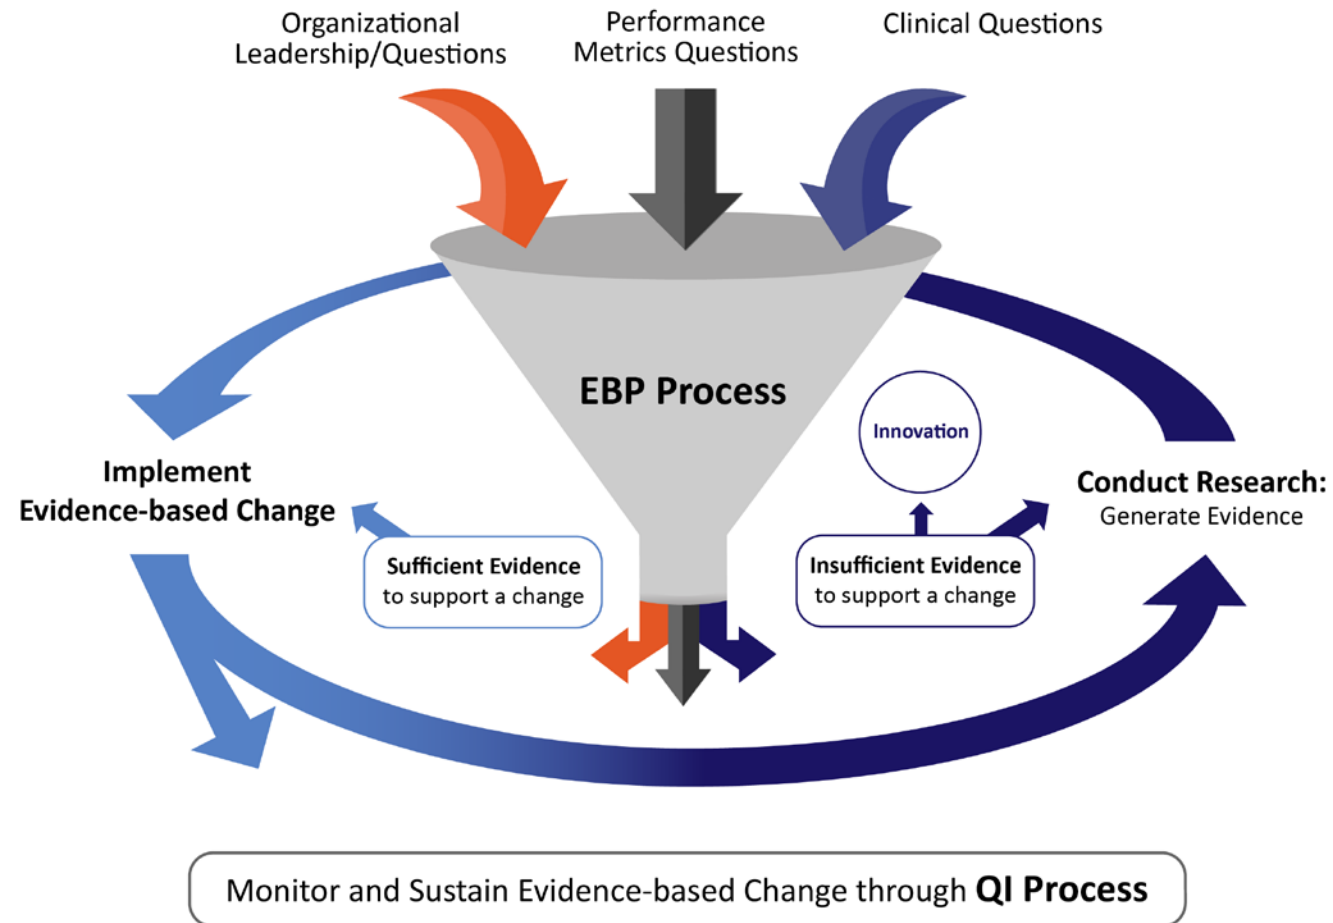 Organizational
Leadership/Questions
Performance
Metrics Questions
Clinical Questions
EBP Process
Innovation
Implement
Evidence-based Change
Conduct Research:
Generate Evidence
Sufficient Evidence
to support a change
Insufficient Evidence
to support a change
Monitor and Sustain Evidence-based Change through QI Process